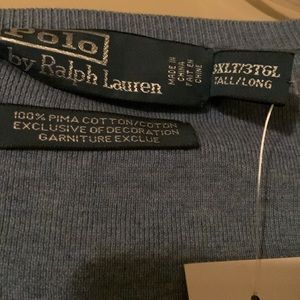 Polo
by Ralph Lauren
MADE IN
CHINA
FAIT EN
CHINE
3XLT/3TGL
TALL/LONG
100% PIMA COTTON/COTON
EXCLUSIVE OF DECORATION
GARNITURE EXCLUE